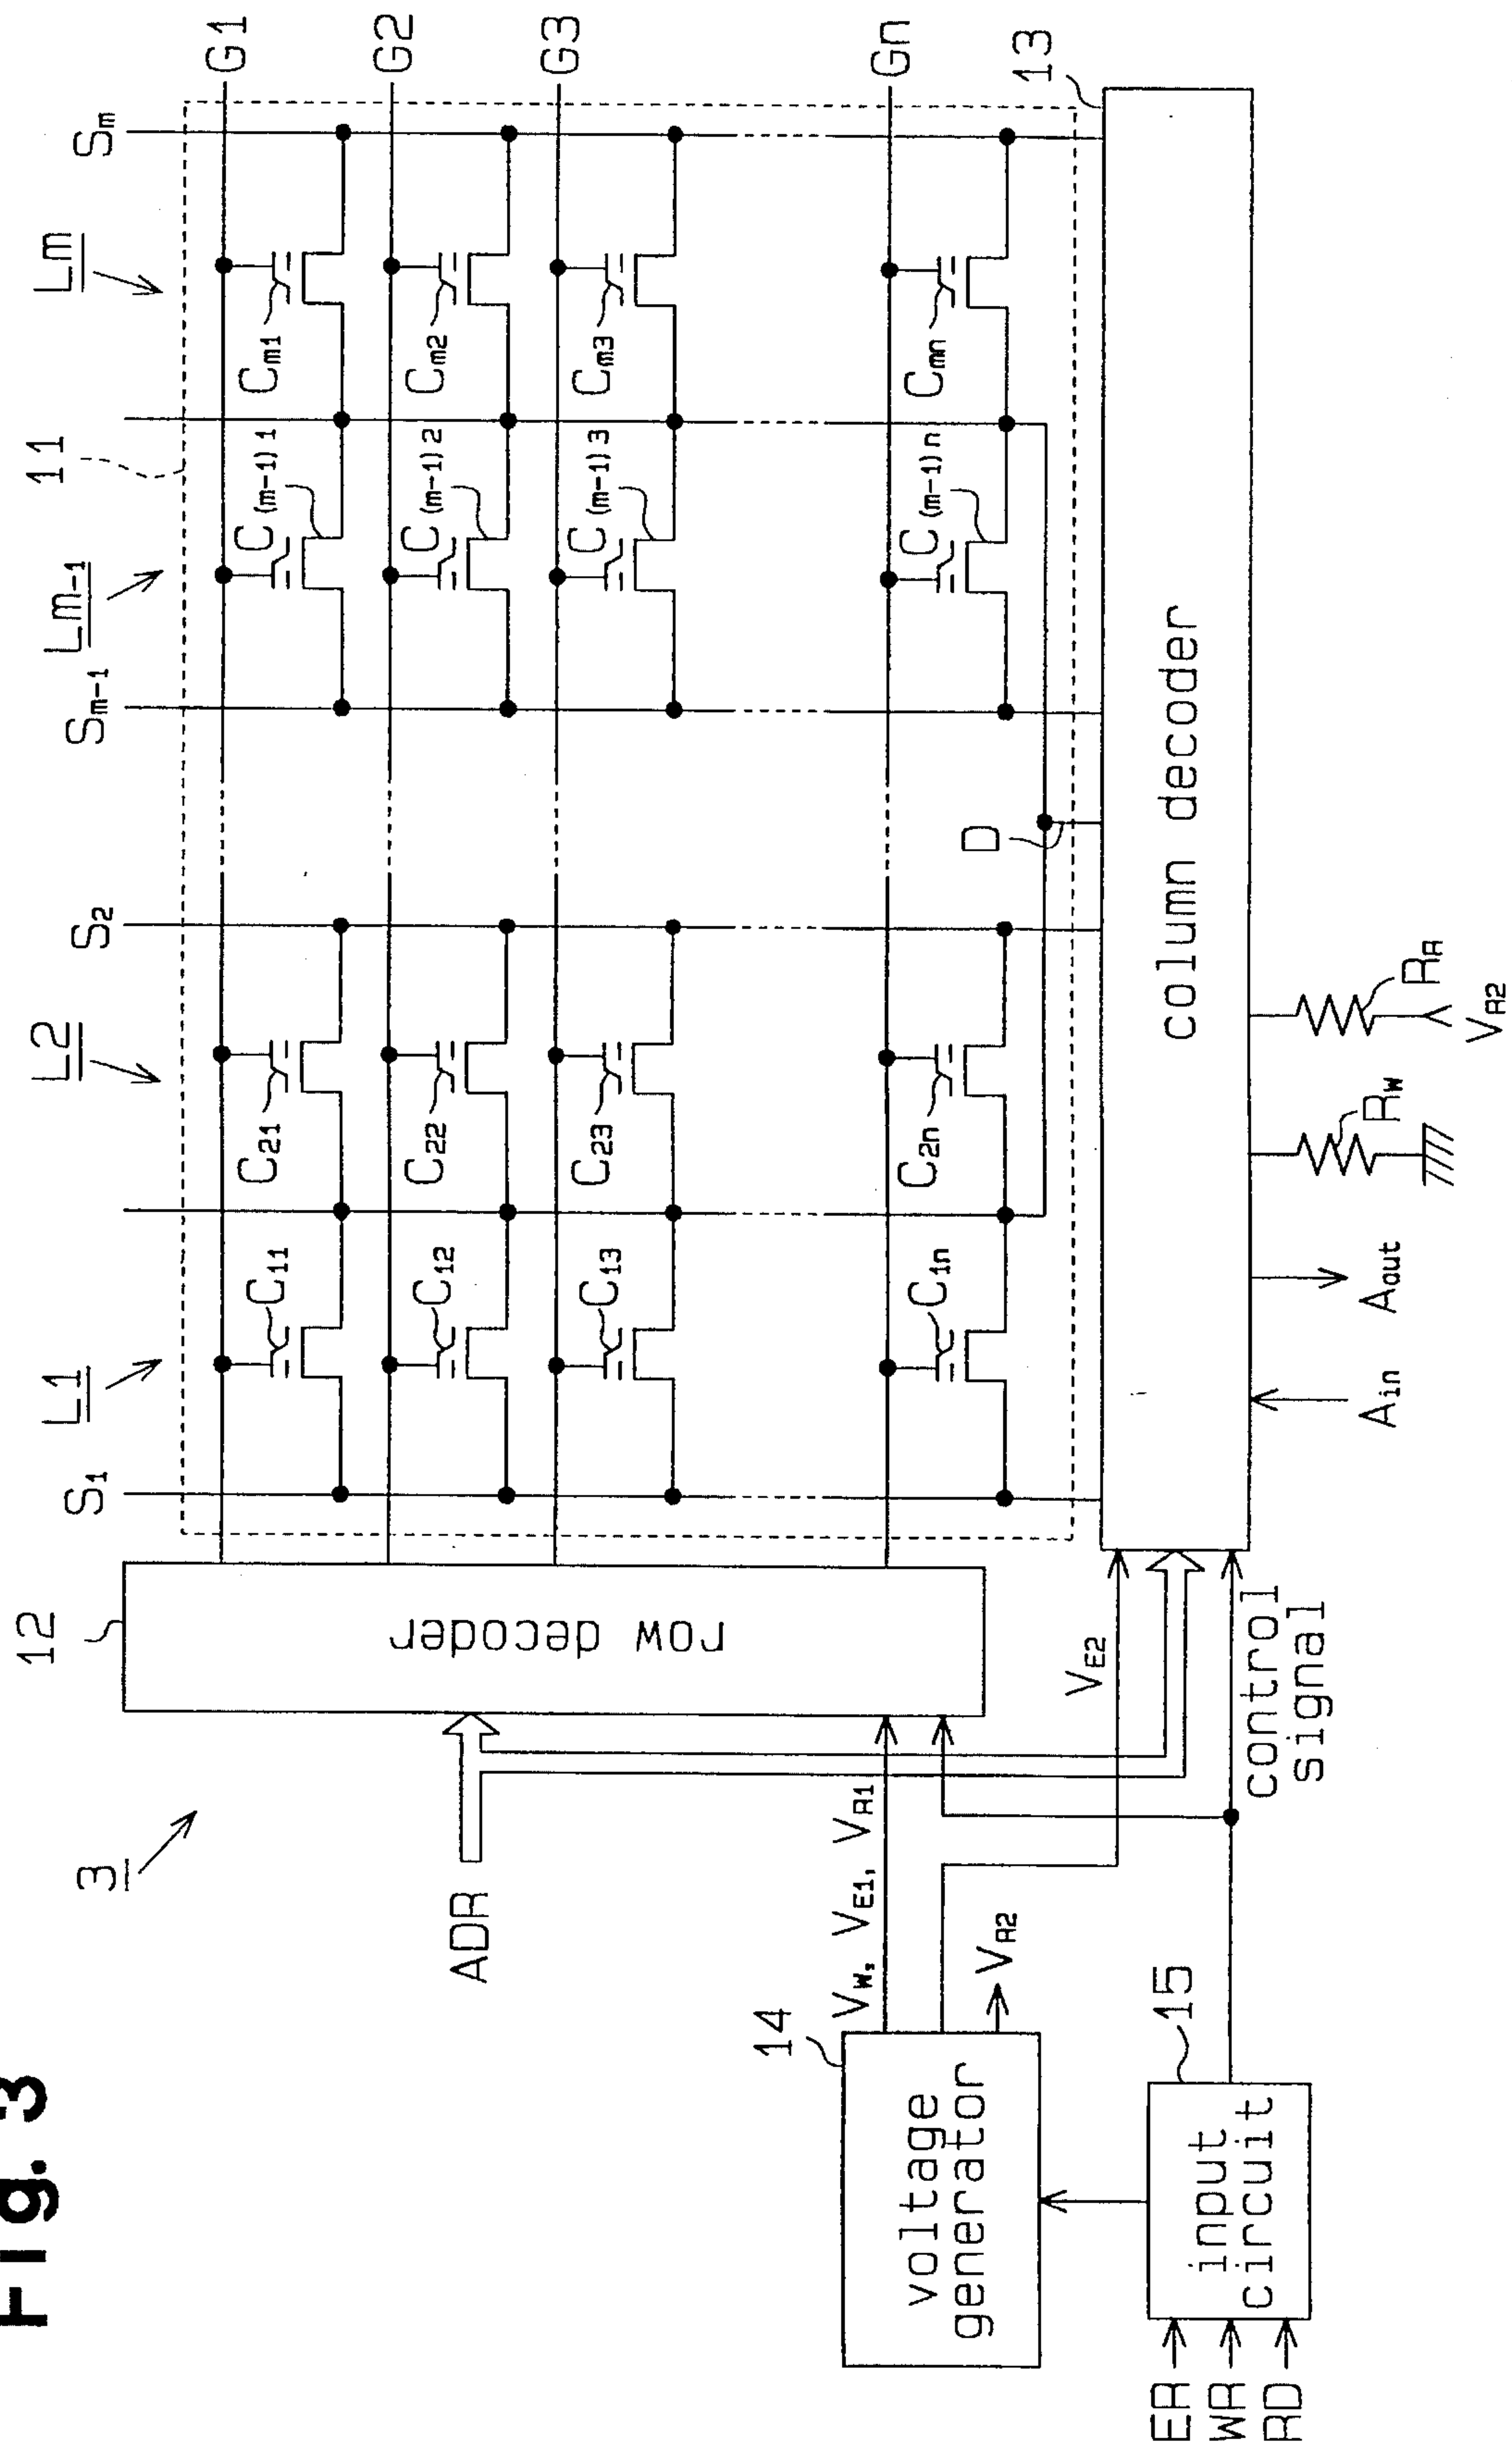 Fig. 3
3
12
11
13
14
15
S1
L1
L2
S2
Sm-1
Lm-1
Lm
Sm
G1
G2
G3
Gn
C11
C21
C(m-1)1
Cm1
C12
C22
C(m-1)2
Cm2
C13
C23
C(m-1)3
Cm3
C1n
C2n
C(m-1)n
Cmn
D
row decoder
column decoder
ADR
VW, VE1, VR1
VE2
VR2
voltage
generator
input
circuit
control
signal
ER
WR
RD
Ain
Aout
RW
RR
VR2